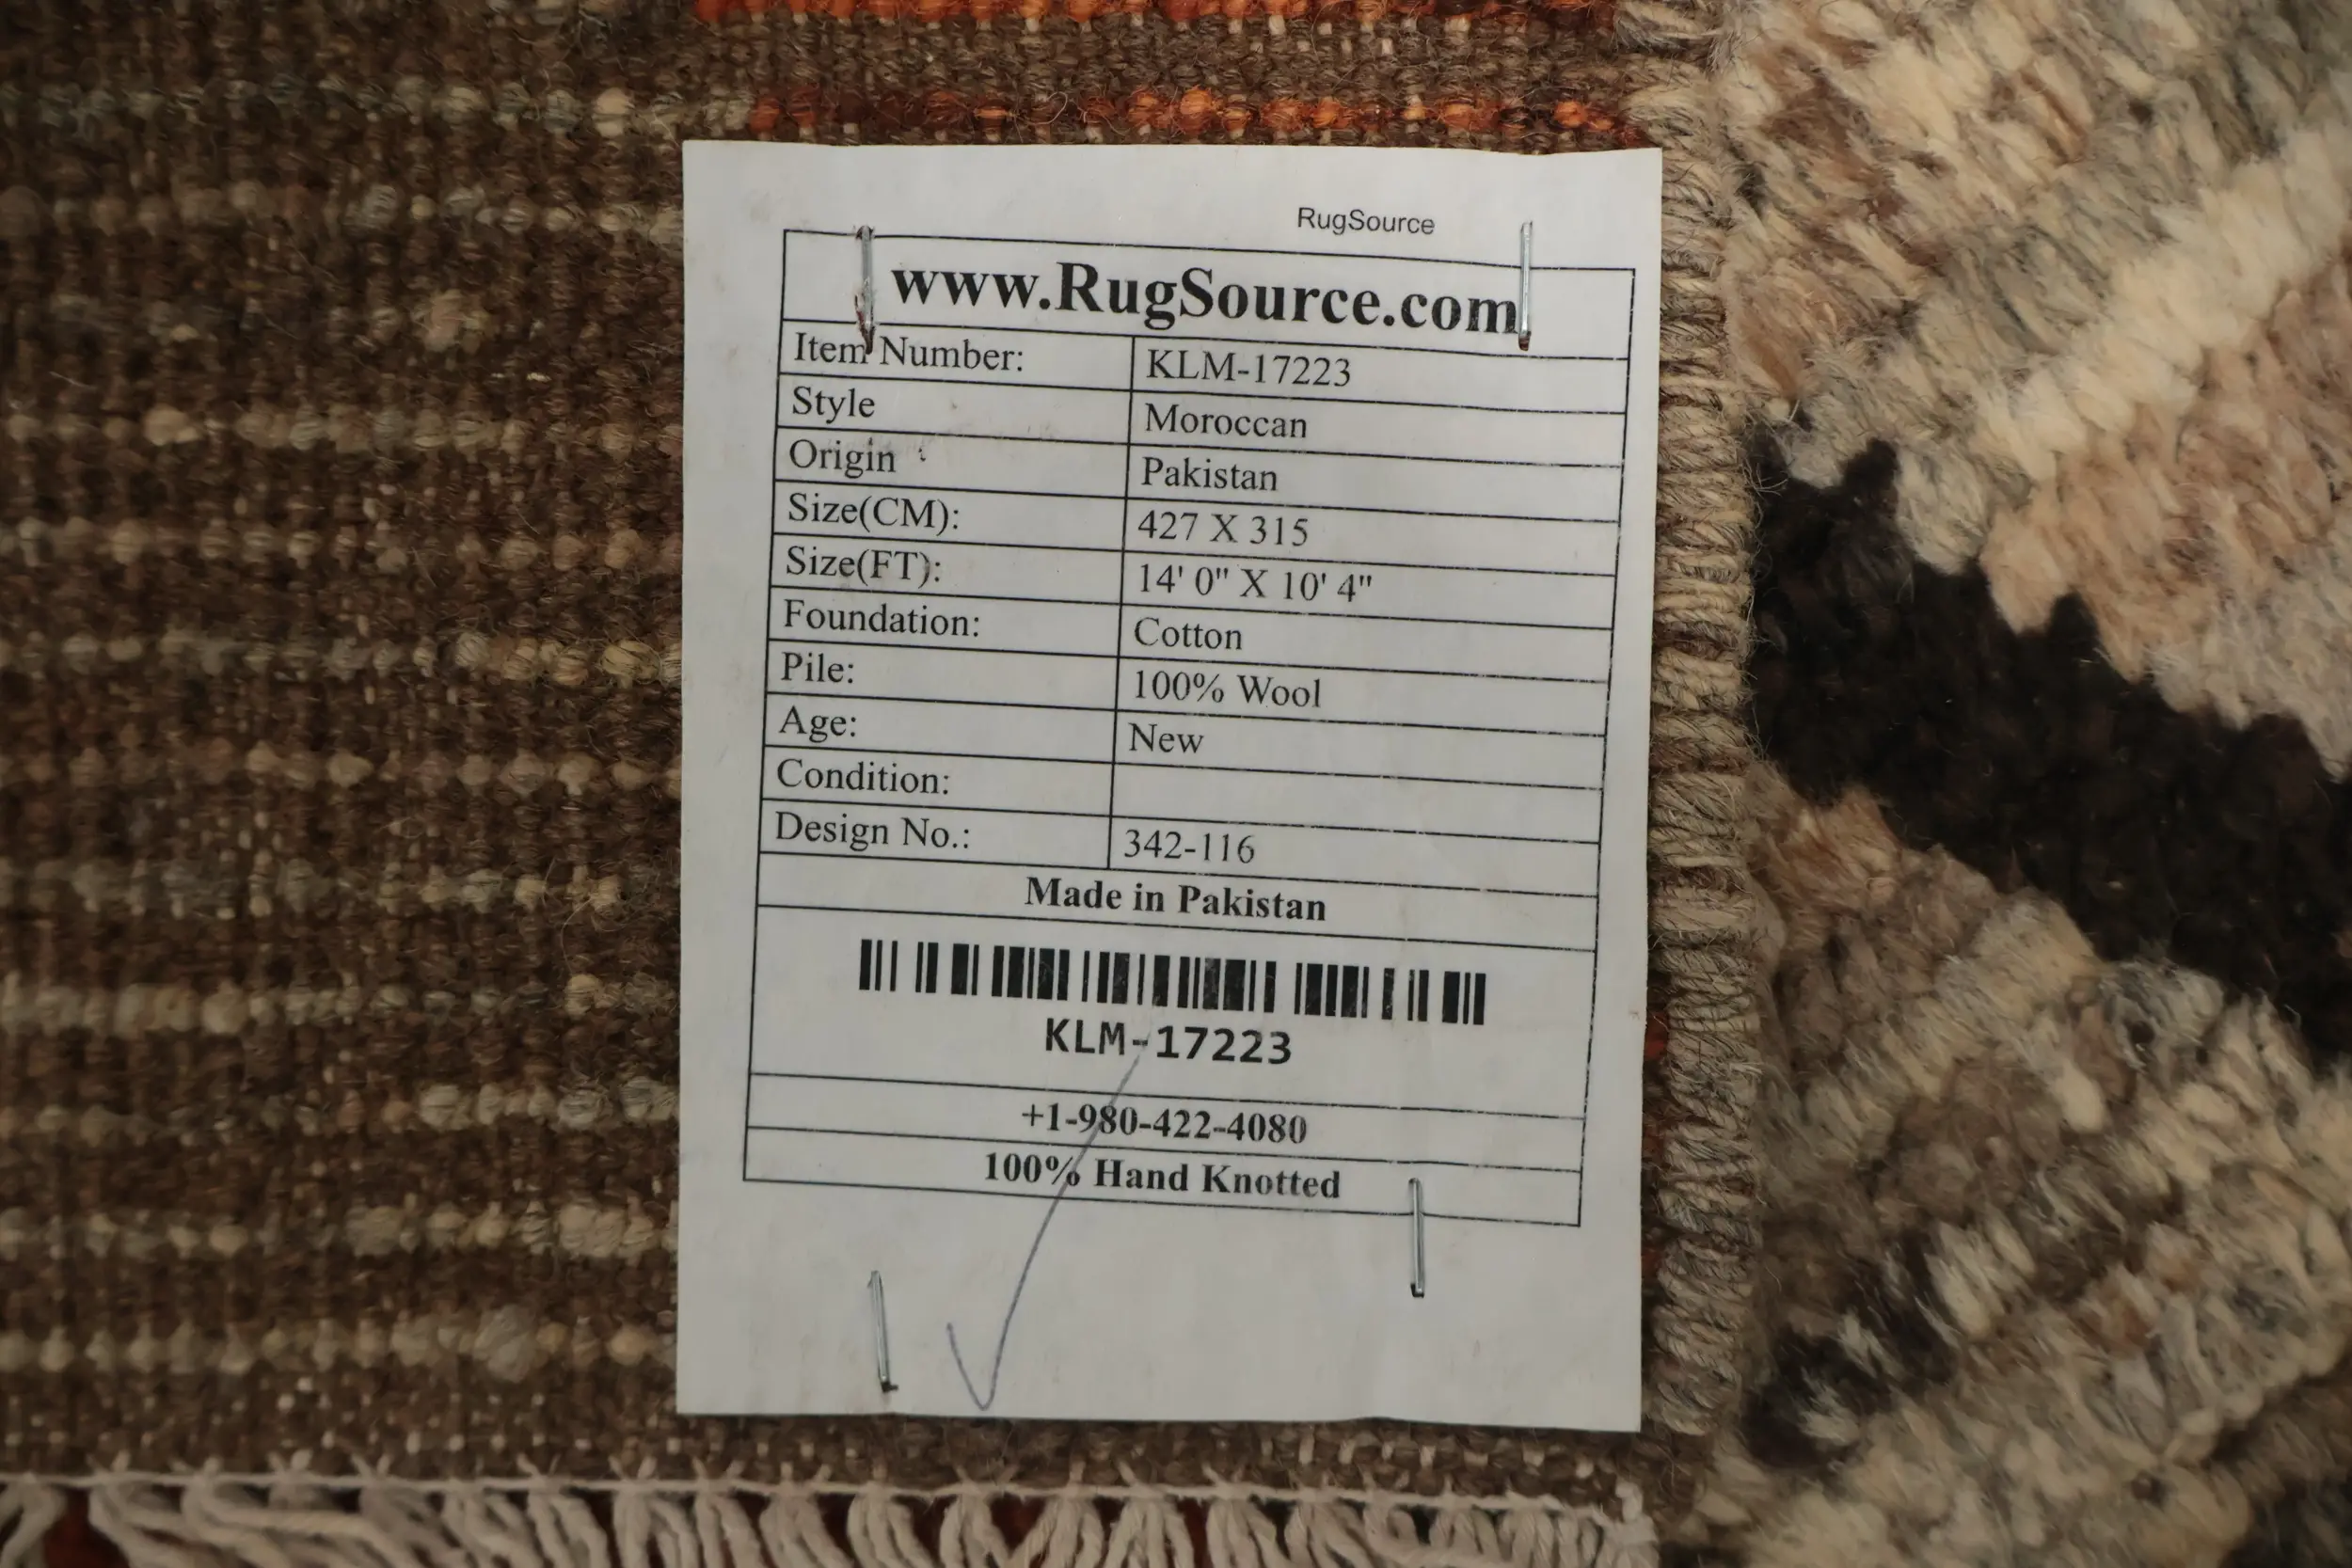 RugSource
www.RugSource.com
Item Number: KLM-17223
Style Moroccan
Origin Pakistan
Size(CM): 427 X 315
Size(FT): 14' 0" X 10' 4"
Foundation: Cotton
Pile: 100% Wool
Age: New
Condition:
Design No.: 342-116
Made in Pakistan
KLM-17223
+1-980-422-4080
100% Hand Knotted